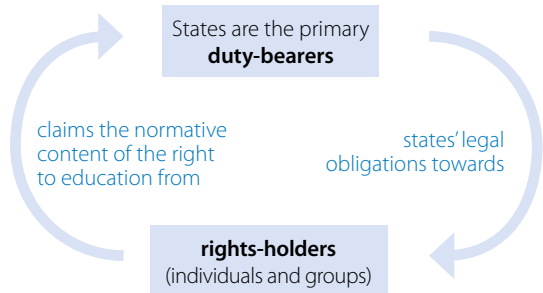 States are the primary
duty-bearers
claims the normative
content of the right
to education from
states’ legal
obligations towards
rights-holders
(individuals and groups)